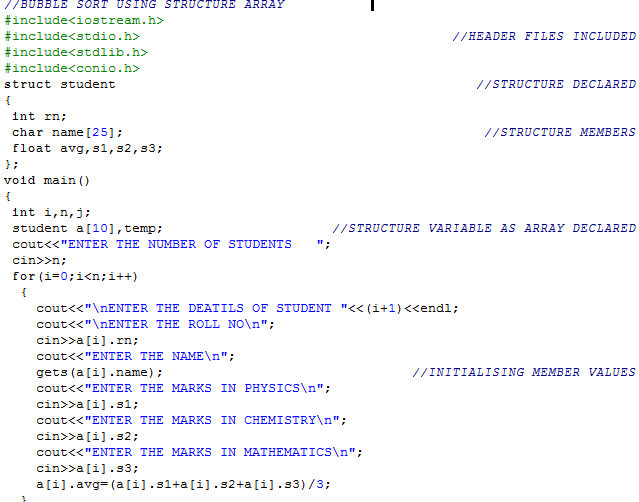 //BUBBLE SORT USING STRUCTURE ARRAY
#include<iostream.h>
#include<stdio.h> //HEADER FILES INCLUDED
#include<stdlib.h>
#include<conio.h>
struct student //STRUCTURE DECLARED
{
int rn;
char name[25]; //STRUCTURE MEMBERS
float avg,s1,s2,s3;
};
void main()
{
int i,n,j;
student a[10],temp; //STRUCTURE VARIABLE AS ARRAY DECLARED
cout<<"ENTER THE NUMBER OF STUDENTS   ";
cin>>n;
for(i=0;i<n;i++)
{
cout<<"\nENTER THE DEATILS OF STUDENT "<<(i+1)<<endl;
cout<<"\nENTER THE ROLL NO\n";
cin>>a[i].rn;
cout<<"ENTER THE NAME\n";
gets(a[i].name); //INITIALISING MEMBER VALUES
cout<<"ENTER THE MARKS IN PHYSICS\n";
cin>>a[i].s1;
cout<<"ENTER THE MARKS IN CHEMISTRY\n";
cin>>a[i].s2;
cout<<"ENTER THE MARKS IN MATHEMATICS\n";
cin>>a[i].s3;
a[i].avg=(a[i].s1+a[i].s2+a[i].s3)/3;
}